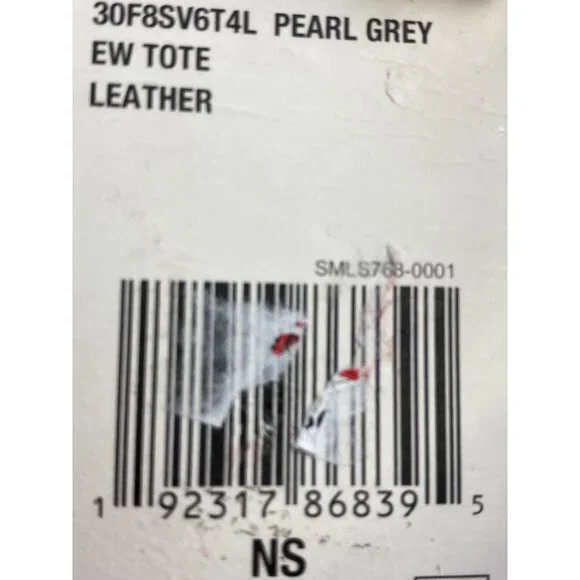 30F8SV6T4L PEARL GREY
EW TOTE
LEATHER
SMLS768-0001
1 92317 86839 5
NS